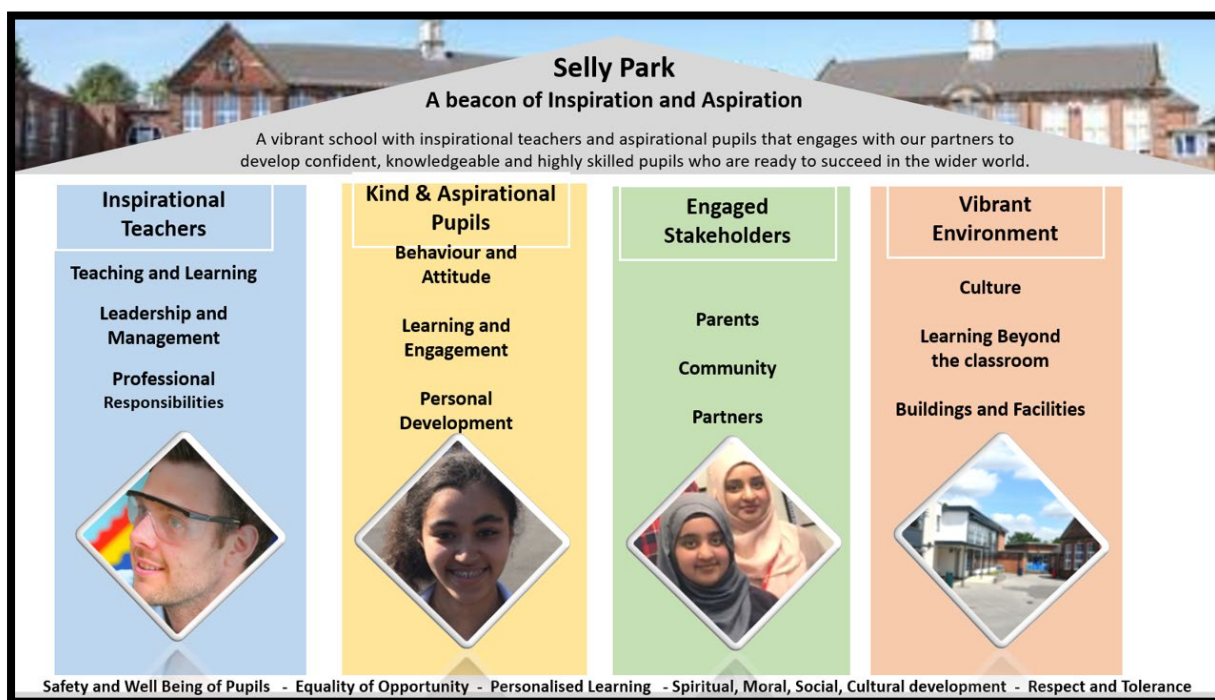 Selly Park
A beacon of Inspiration and Aspiration
A vibrant school with inspirational teachers and aspirational pupils that engages with our partners to
develop confident, knowledgeable and highly skilled pupils who are ready to succeed in the wider world.
Inspirational
Teachers
Teaching and Learning
Leadership and
Management
Professional
Responsibilities
Kind & Aspirational
Pupils
Behaviour and
Attitude
Learning and
Engagement
Personal
Development
Engaged
Stakeholders
Parents
Community
Partners
Vibrant
Environment
Culture
Learning Beyond
the classroom
Buildings and Facilities
Safety and Well Being of Pupils - Equality of Opportunity - Personalised Learning - Spiritual, Moral, Social, Cultural development - Respect and Tolerance